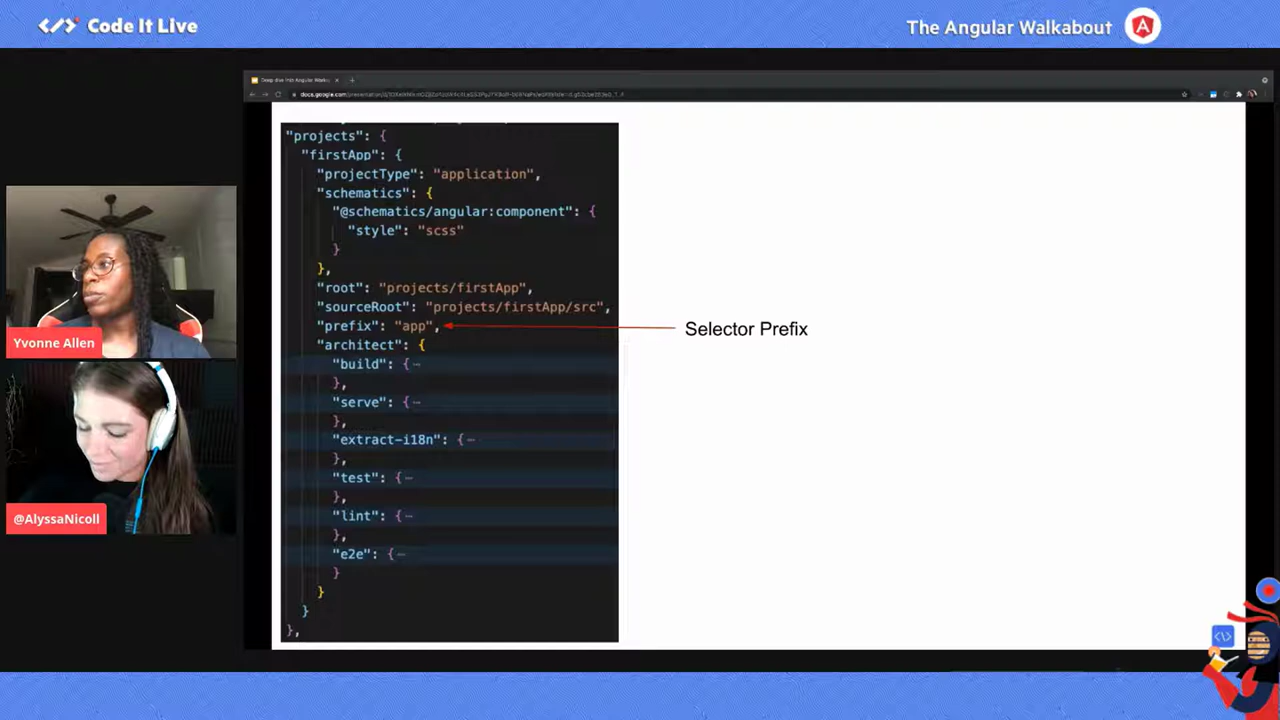 Code It Live
The Angular Walkabout
"projects": {
"firstApp": {
"projectType": "application",
"schematics": {
"@schematics/angular:component": {
"style": "scss"
}
},
"root": "projects/firstApp",
"sourceRoot": "projects/firstApp/src",
"prefix": "app",
"architect": {
"build": {
},
"serve": {
},
"extract-i18n": {
},
"test": {
},
"lint": {
},
"e2e": {
}
}
}
},
Selector Prefix
Yvonne Allen
@AlyssaNicoll